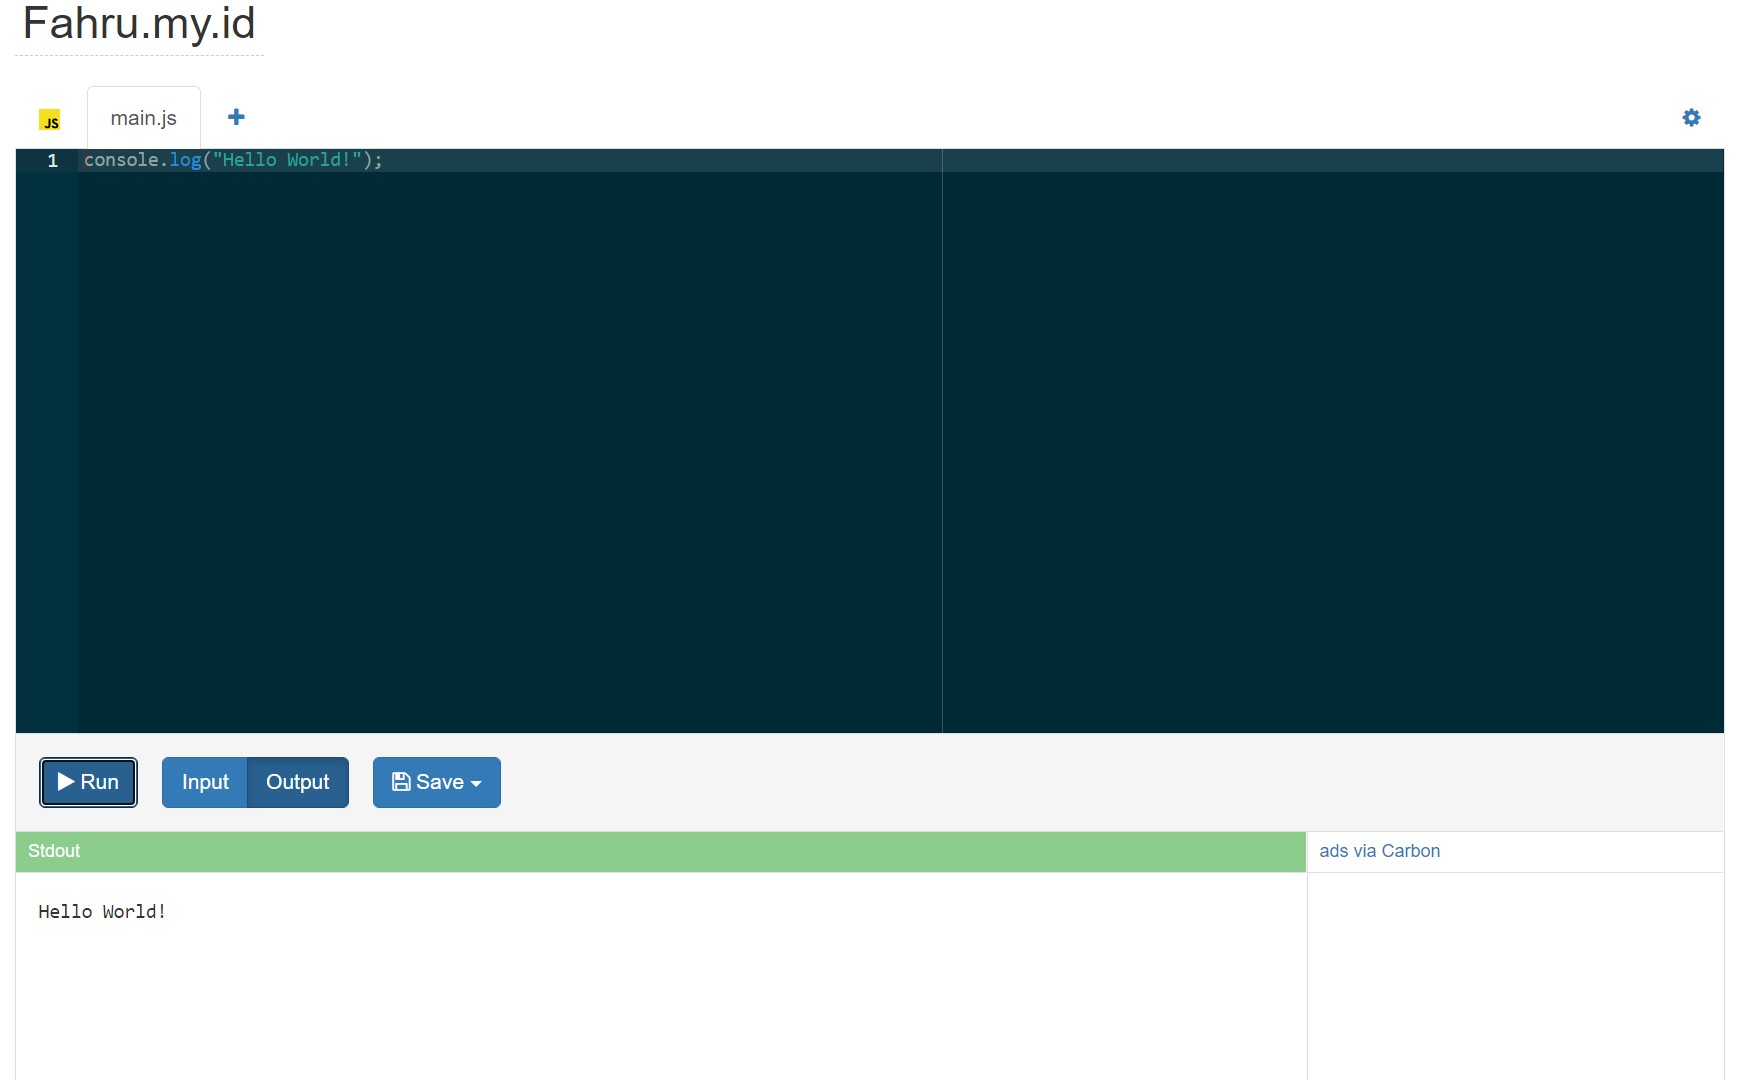 Fahru.my.id
JS
main.js
1 console.log("Hello World!");
Run
Input
Output
Save
Stdout
ads via Carbon
Hello World!